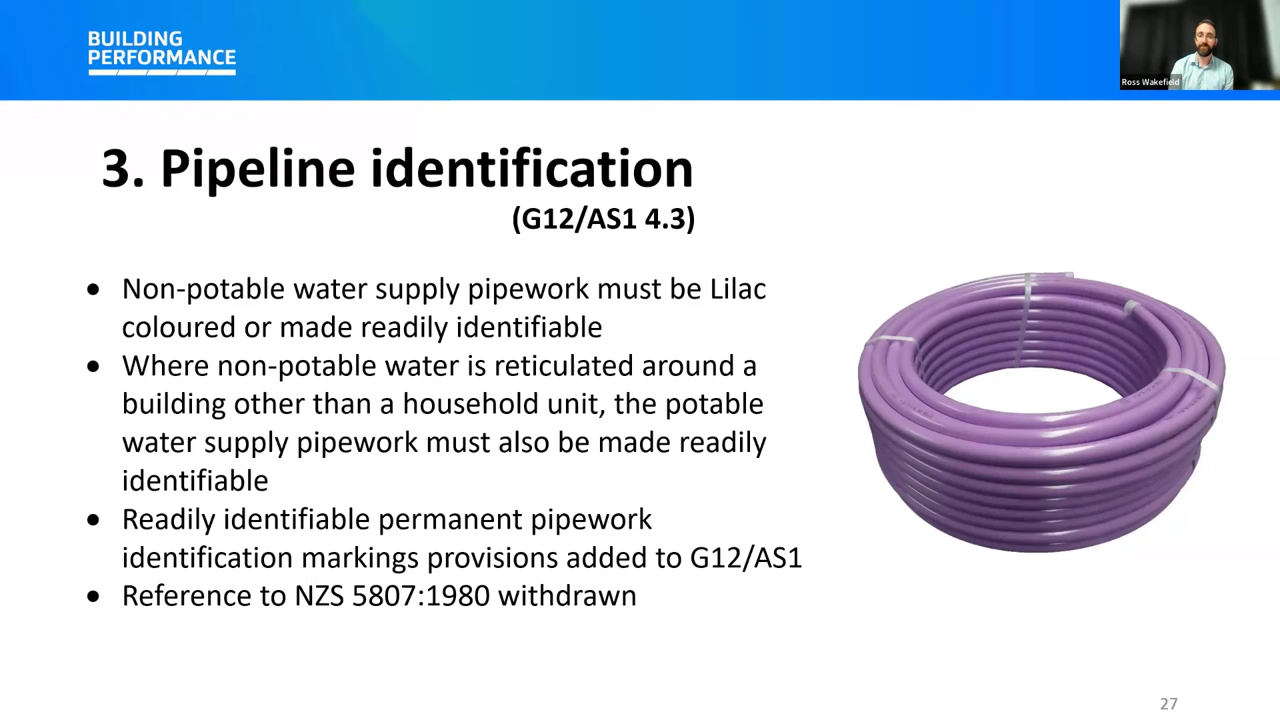 BUILDING
PERFORMANCE
Ross Wakefield
3. Pipeline identification
(G12/AS1 4.3)
• Non-potable water supply pipework must be Lilac
coloured or made readily identifiable
• Where non-potable water is reticulated around a
building other than a household unit, the potable
water supply pipework must also be made readily
identifiable
• Readily identifiable permanent pipework
identification markings provisions added to G12/AS1
• Reference to NZS 5807:1980 withdrawn
27